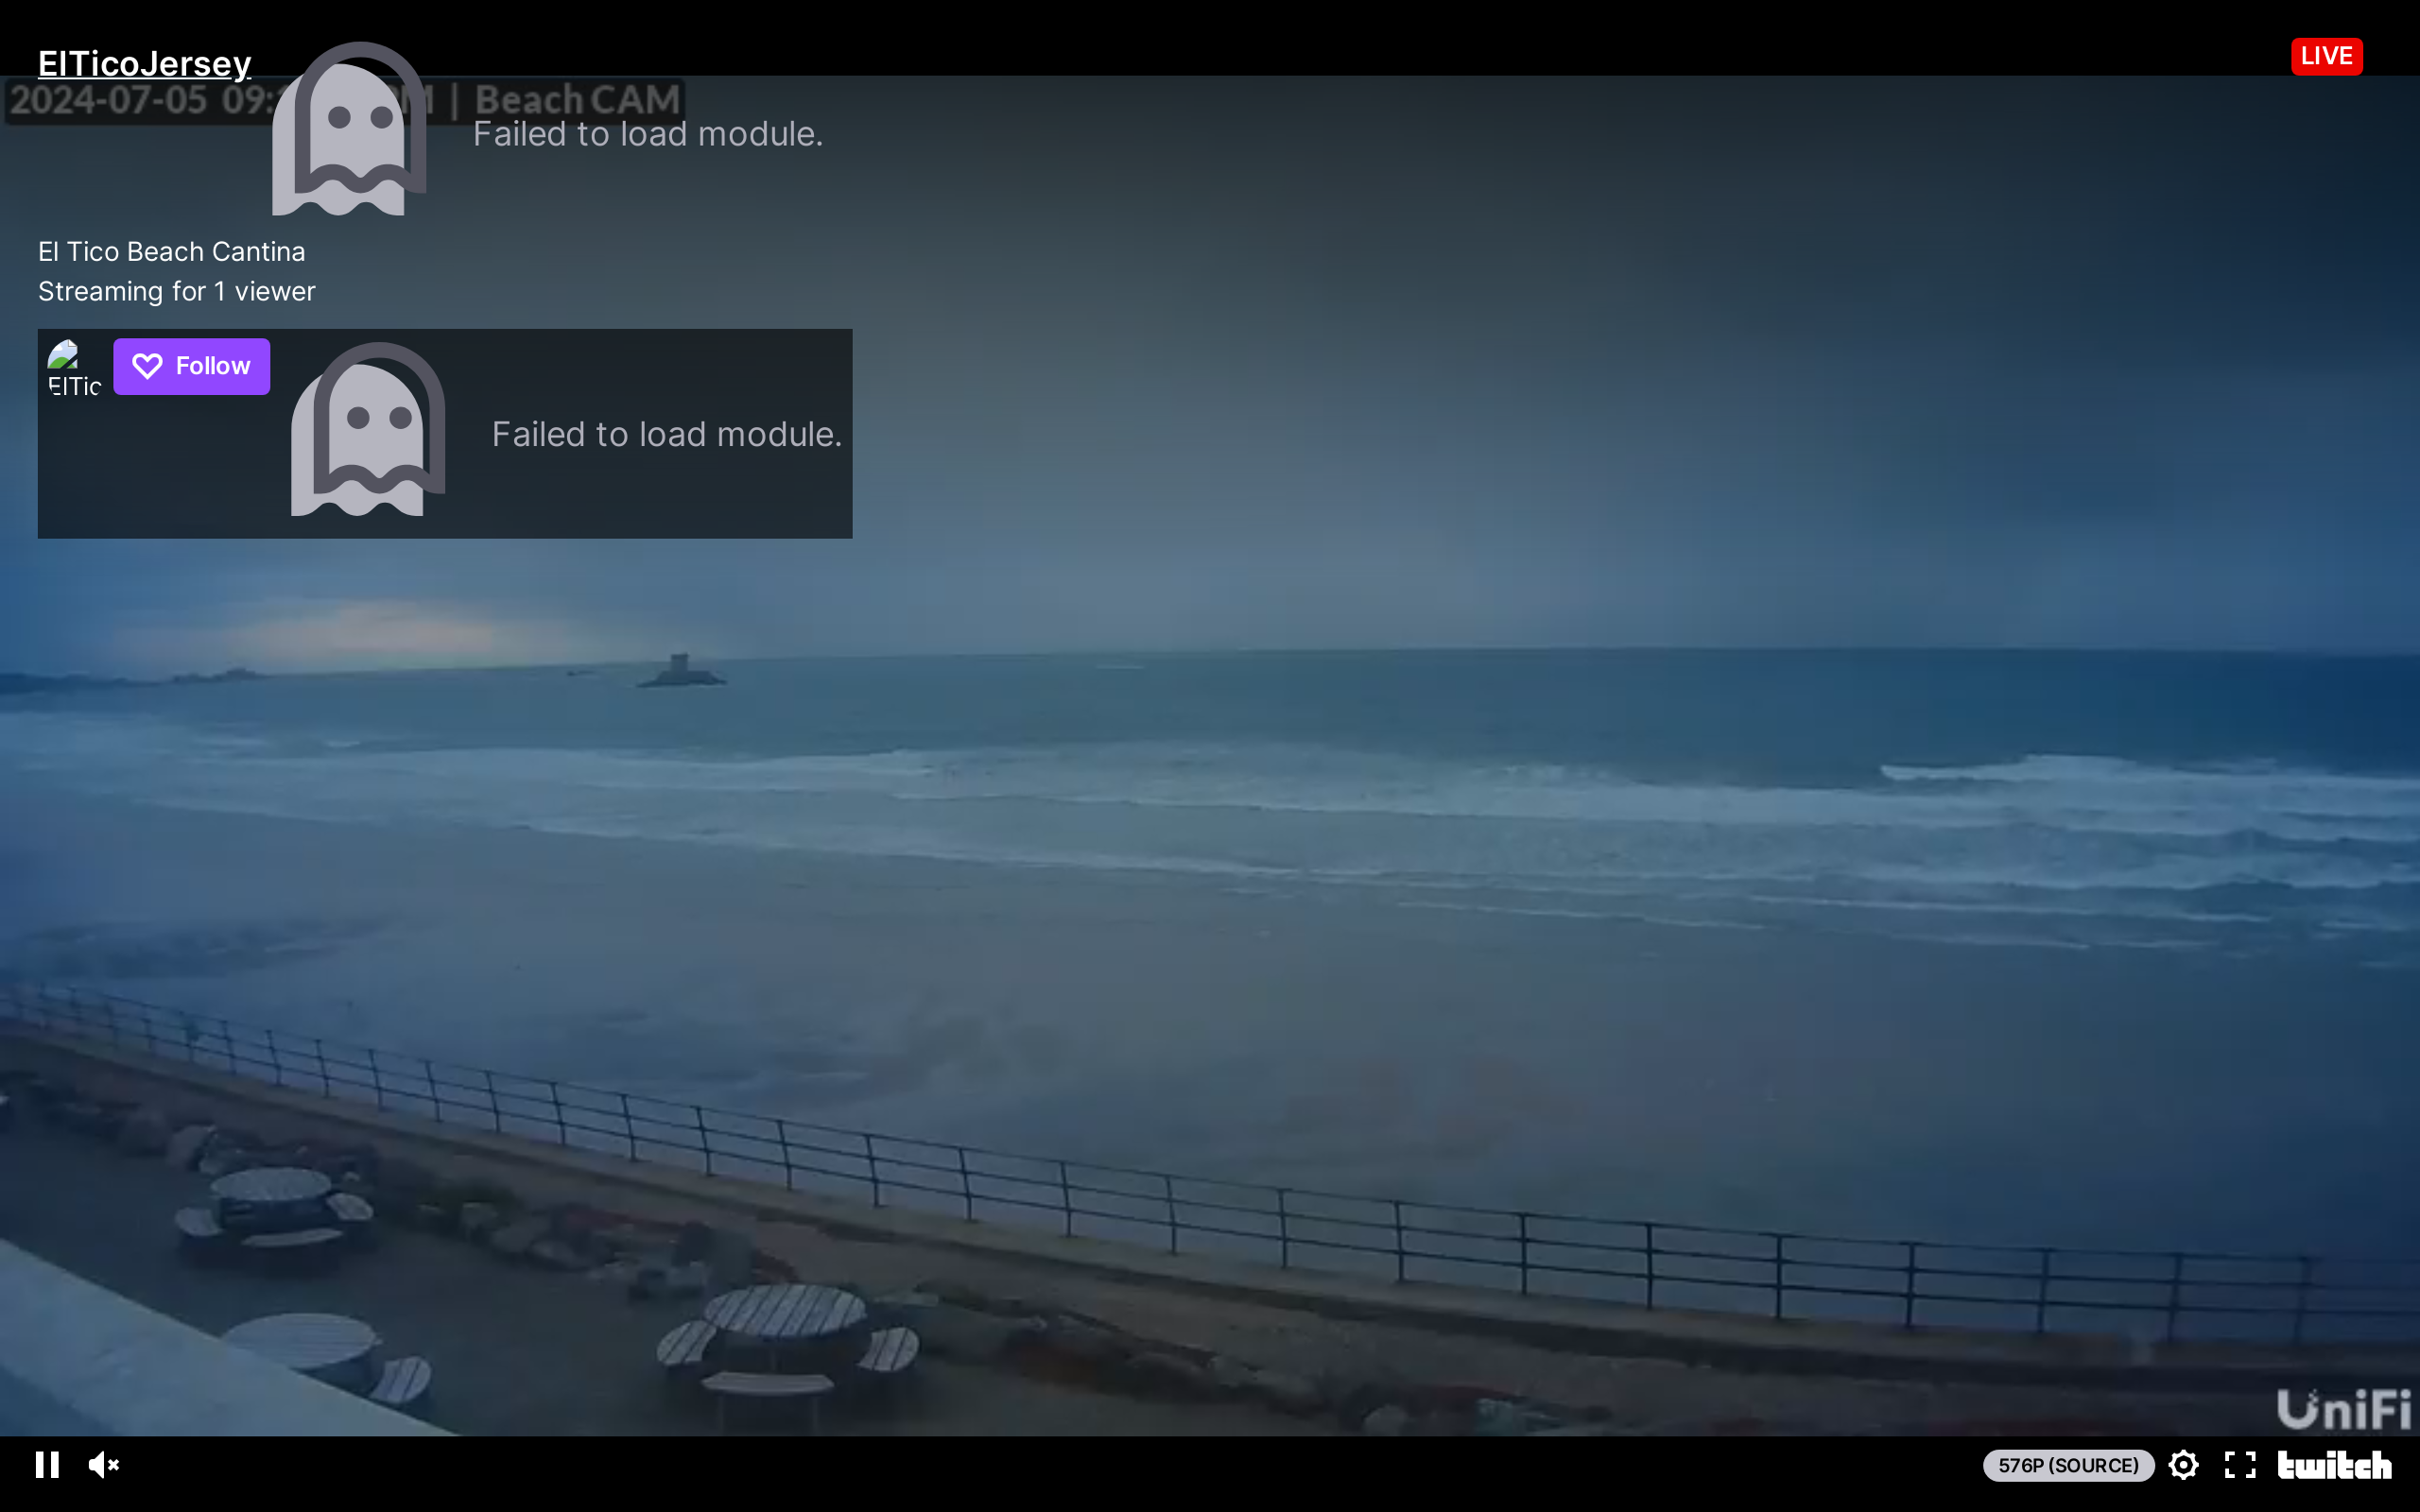 ElTicoJersey
LIVE
2024-07-05 09: M | Beach CAM
Failed to load module.
El Tico Beach Cantina
Streaming for 1 viewer
ElTic
Follow
Failed to load module.
UniFi
576P (SOURCE)
twitch